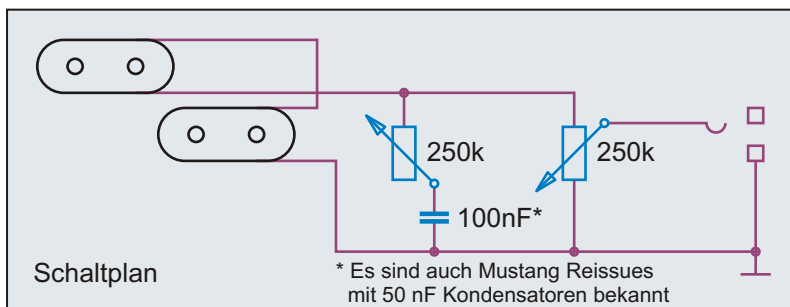 250k
250k
100nF*
Schaltplan
* Es sind auch Mustang Reissues
mit 50 nF Kondensatoren bekannt